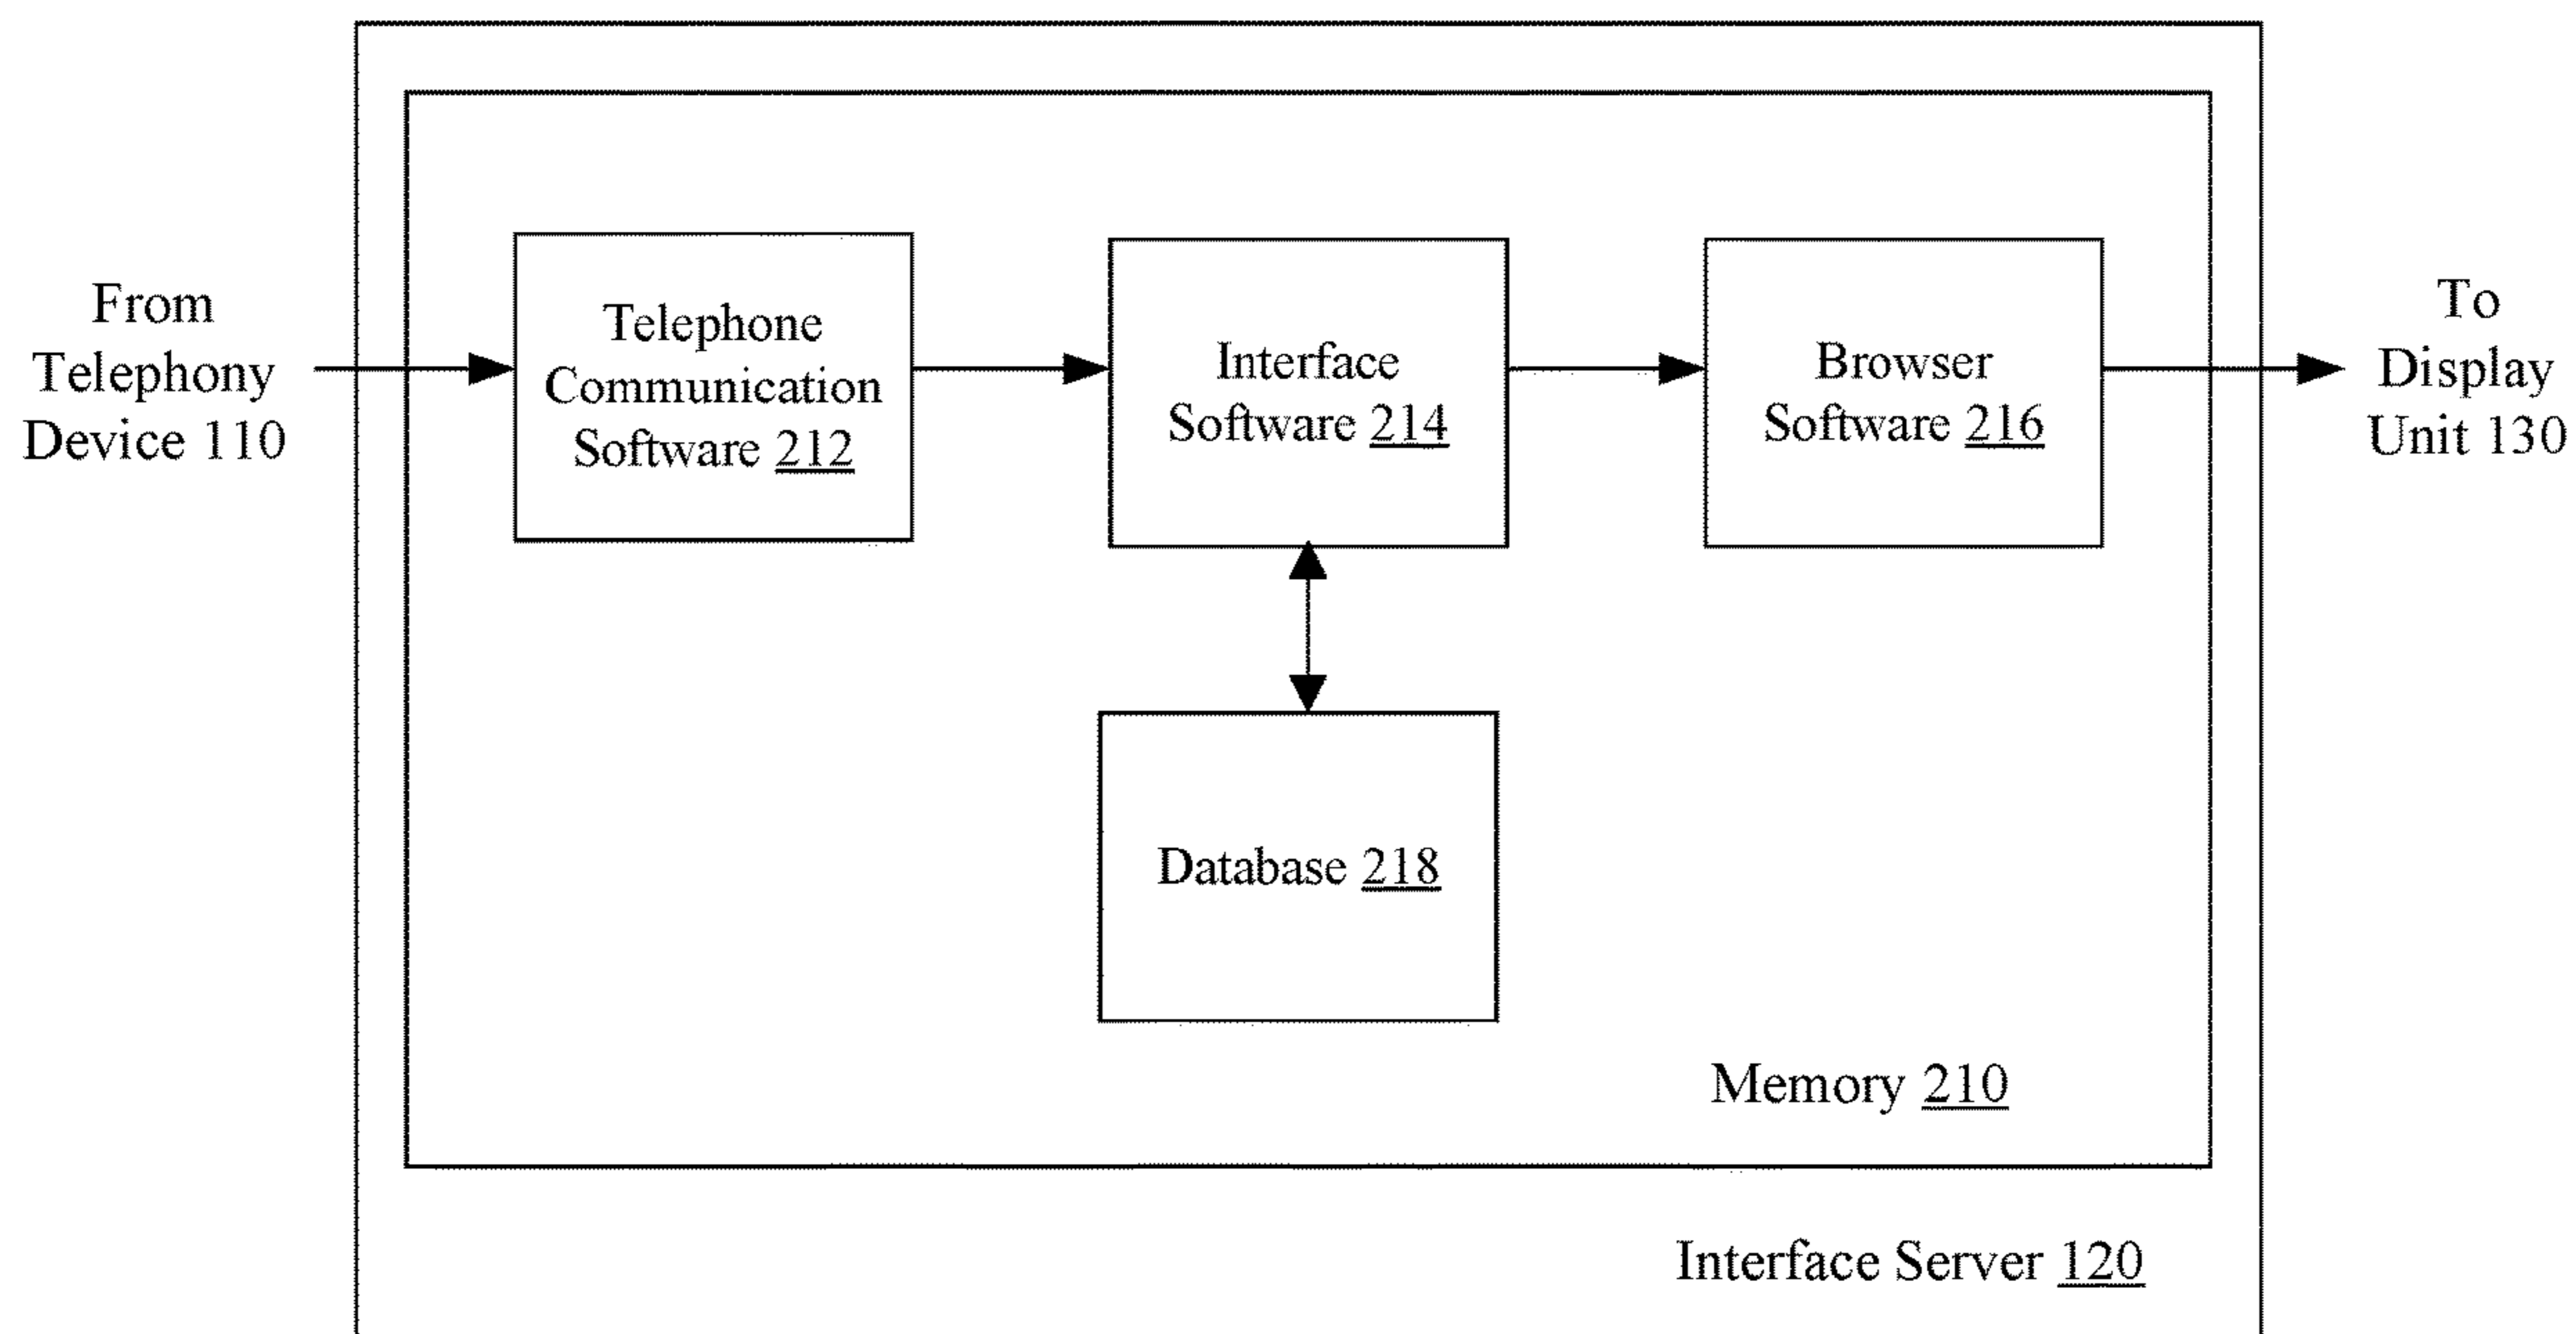 From
Telephony
Device 110
Telephone
Communication
Software 212
Interface
Software 214
Browser
Software 216
To
Display
Unit 130
Database 218
Memory 210
Interface Server 120